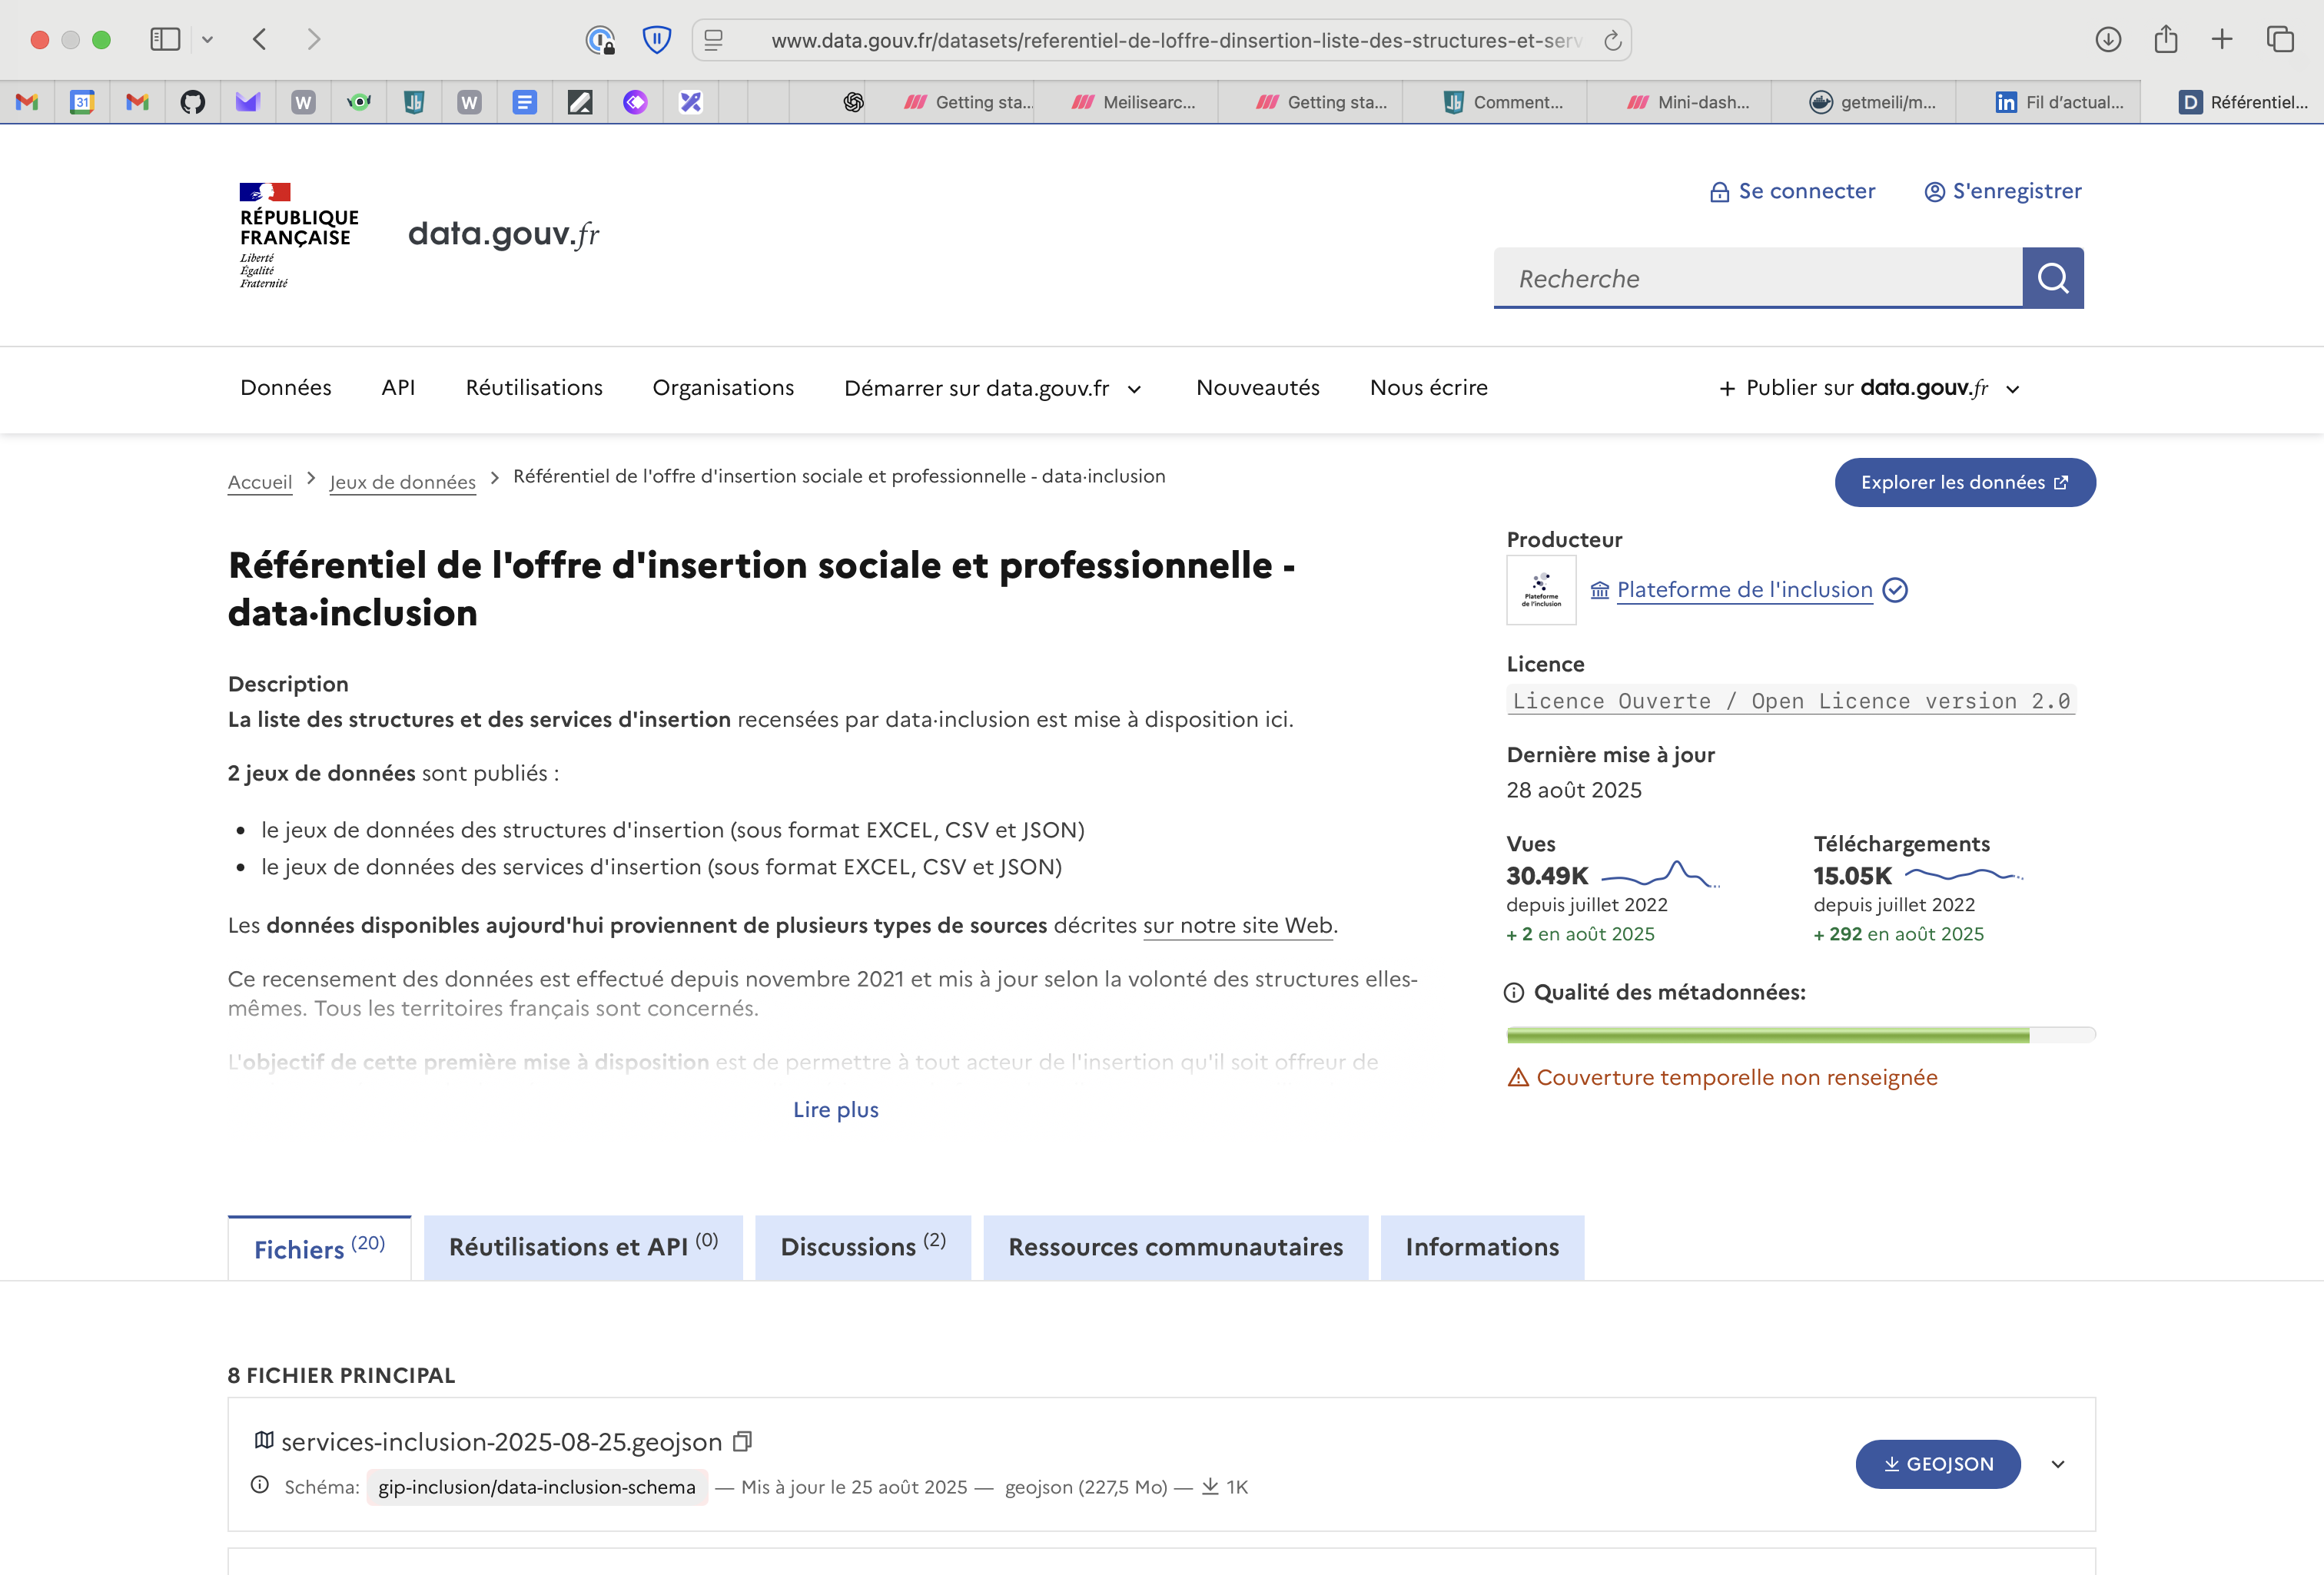 www.data.gouv.fr/datasets/referentiel-de-loffre-dinsertion-liste-des-structures-et-serv
31
W
W
Getting sta...
Meilisearc...
Getting sta...
Comment...
Mini-dash...
getmeili/m...
Fil d'actual...
Référentiel...
RÉPUBLIQUE
FRANÇAISE
Liberté
Égalité
Fraternité
data.gouv.fr
Se connecter
S'enregistrer
Recherche
Données
API
Réutilisations
Organisations
Démarrer sur data.gouv.fr
Nouveautés
Nous écrire
Publier sur data.gouv.fr
Accueil
Jeux de données
Référentiel de l'offre d'insertion sociale et professionnelle - data·inclusion
Explorer les données
Référentiel de l'offre d'insertion sociale et professionnelle -
data·inclusion
Description
La liste des structures et des services d'insertion recensées par data·inclusion est mise à disposition ici.
2 jeux de données sont publiés :
• le jeux de données des structures d'insertion (sous format EXCEL, CSV et JSON)
• le jeux de données des services d'insertion (sous format EXCEL, CSV et JSON)
Les données disponibles aujourd'hui proviennent de plusieurs types de sources décrites sur notre site Web.
Ce recensement des données est effectué depuis novembre 2021 et mis à jour selon la volonté des structures elles-
mêmes. Tous les territoires français sont concernés.
L'objectif de cette première mise à disposition est de permettre à tout acteur de l'insertion qu'il soit offreur de
Lire plus
Producteur
Plateforme
de l'inclusion
Plateforme de l'inclusion
Licence
Licence Ouverte / Open Licence version 2.0
Dernière mise à jour
28 août 2025
Vues
30.49K
depuis juillet 2022
+ 2 en août 2025
Téléchargements
15.05K
depuis juillet 2022
+ 292 en août 2025
Qualité des métadonnées:
Couverture temporelle non renseignée
Fichiers (20)
Réutilisations et API (0)
Discussions (2)
Ressources communautaires
Informations
8 FICHIER PRINCIPAL
services-inclusion-2025-08-25.geojson
Schéma: gip-inclusion/data-inclusion-schema — Mis à jour le 25 août 2025 — geojson (227,5 Mo) — 1K
GEOJSON